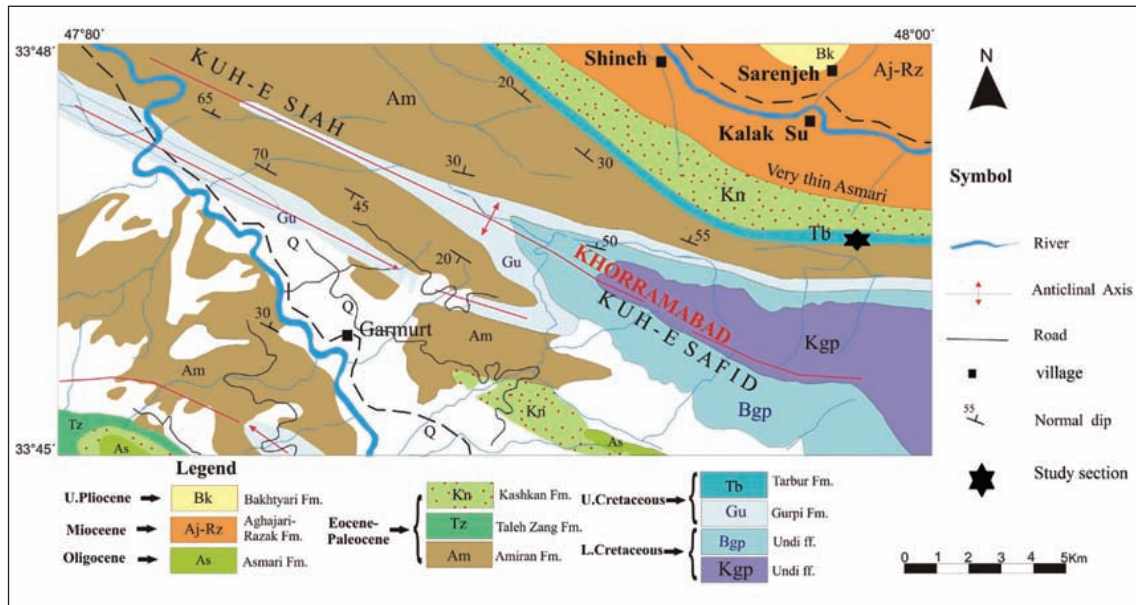 47°80'
48°00'
33°48'
33°45'
KUH-E SIAH
65
Am
20
Shineh
Bk
Sarenjeh
Aj-Rz
Kalak Su
70
30
30
Very thin Asmari
Kn
45
Gu
Q
20
Gu
50
55
Tb
KHORRAMABAD
KUH-E SAFID
Kgp
Q
30
Garmurt
Am
Am
Kn
Bgp
Tz
As
Q
Q
As
N
Symbol
River
Anticlinal Axis
Road
village
55
Normal dip
Study section
0 1 2 3 4 5Km
Legend
U.Pliocene
Bk
Bakhtyari Fm.
Miocene
Aj-Rz
Aghajari-
Razak Fm.
Oligocene
As
Asmari Fm.
Eocene-
Paleocene
Kn
Kashkan Fm.
Tz
Taleh Zang Fm.
Am
Amiran Fm.
U.Cretaceous
Tb
Tarbur Fm.
Gu
Gurpi Fm.
L.Cretaceous
Bgp
Undi ff.
Kgp
Undi ff.